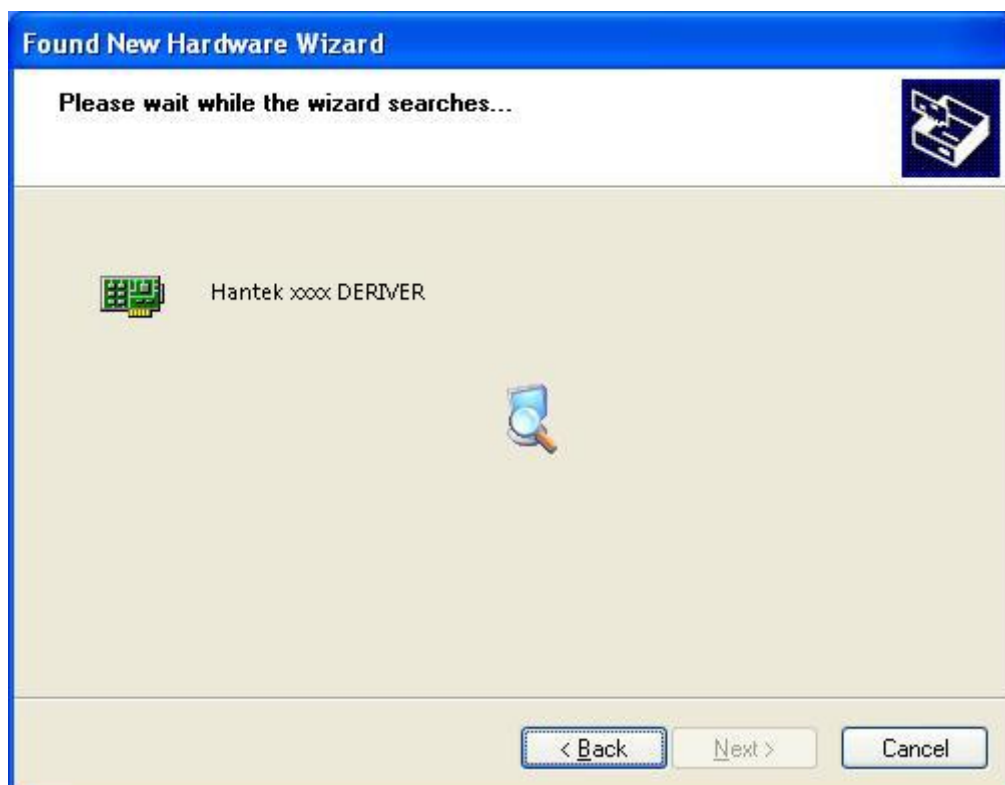 Found New Hardware Wizard
Please wait while the wizard searches...
Hantek xxxx DERIVER
< Back
Next >
Cancel